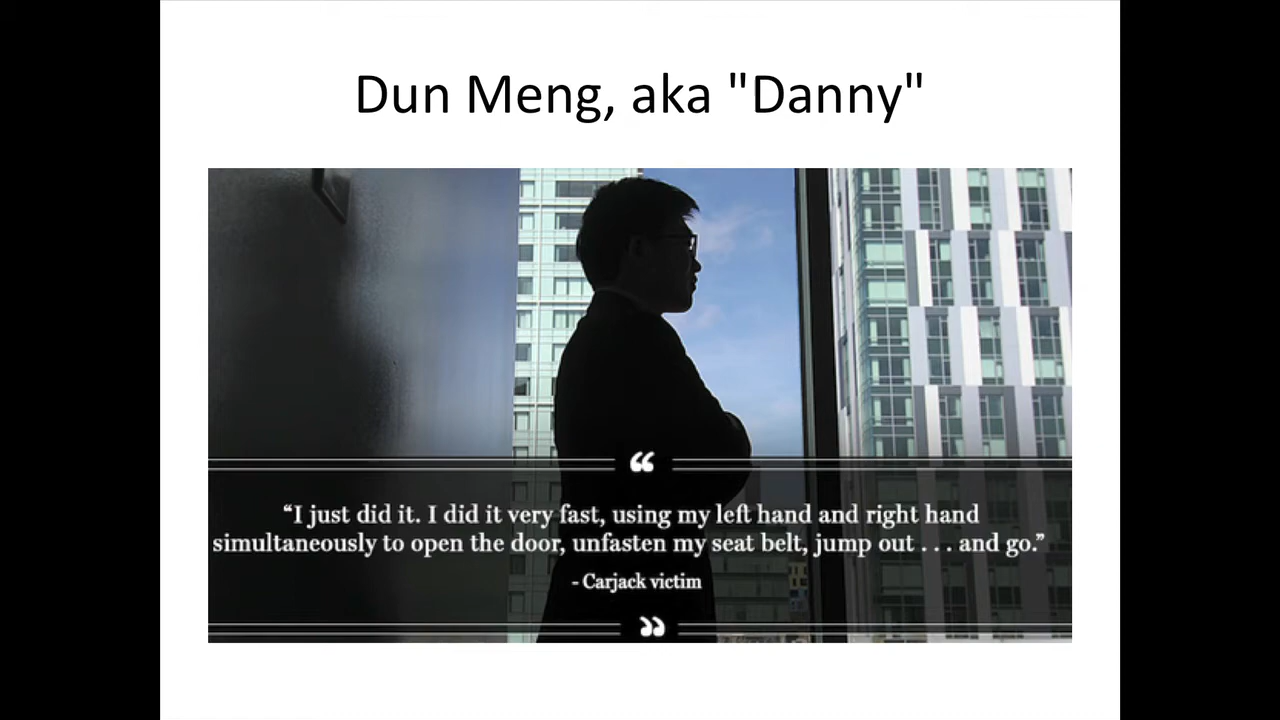 Dun Meng, aka "Danny"
“
“I just did it. I did it very fast, using my left hand and right hand
simultaneously to open the door, unfasten my seat belt, jump out . . . and go.”
- Carjack victim
”